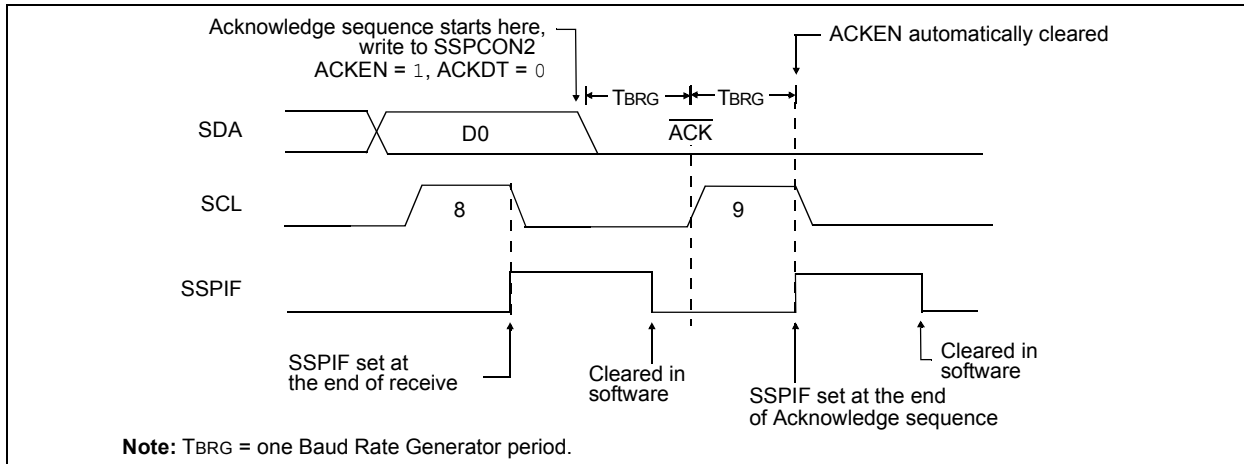 Acknowledge sequence starts here,
write to SSPCON2
ACKEN = 1, ACKDT = 0
ACKEN automatically cleared
TBRG
TBRG
SDA
D0
ACK
SCL
8
9
SSPIF
SSPIF set at
the end of receive
Cleared in
software
SSPIF set at the end
of Acknowledge sequence
Cleared in
software
Note: TBRG = one Baud Rate Generator period.